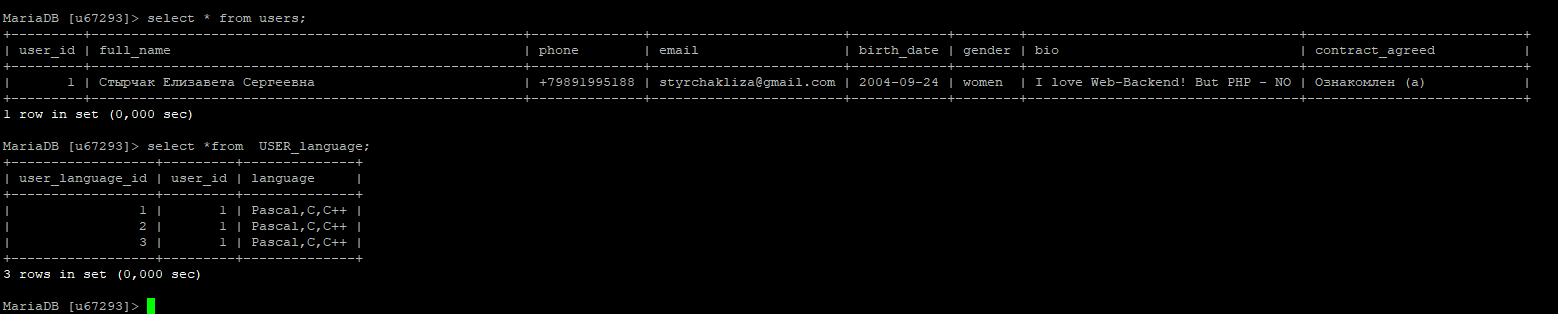 MariaDB [u67293]> select * from users;
+---------+------------------------------------------------------+--------------+-------------------------+------------+--------+---------------------------------+---------------------------+
| user_id | full_name                                            | phone        | email                   | birth_date | gender | bio                             | contract_agreed           |
+---------+------------------------------------------------------+--------------+-------------------------+------------+--------+---------------------------------+---------------------------+
|       1 | Стырчак Елизавета Сергеевна                          | +79891995188 | styrchakliza@gmail.com | 2004-09-24 | women  | I love Web-Backend! But PHP - NO | Ознакомлен (а)            |
+---------+------------------------------------------------------+--------------+-------------------------+------------+--------+---------------------------------+---------------------------+
1 row in set (0,000 sec)
MariaDB [u67293]> select *from  USER_language;
+------------------+---------+--------------+
| user_language_id | user_id | language     |
+------------------+---------+--------------+
|                1 |       1 | Pascal,C,C++ |
|                2 |       1 | Pascal,C,C++ |
|                3 |       1 | Pascal,C,C++ |
+------------------+---------+--------------+
3 rows in set (0,000 sec)
MariaDB [u67293]>